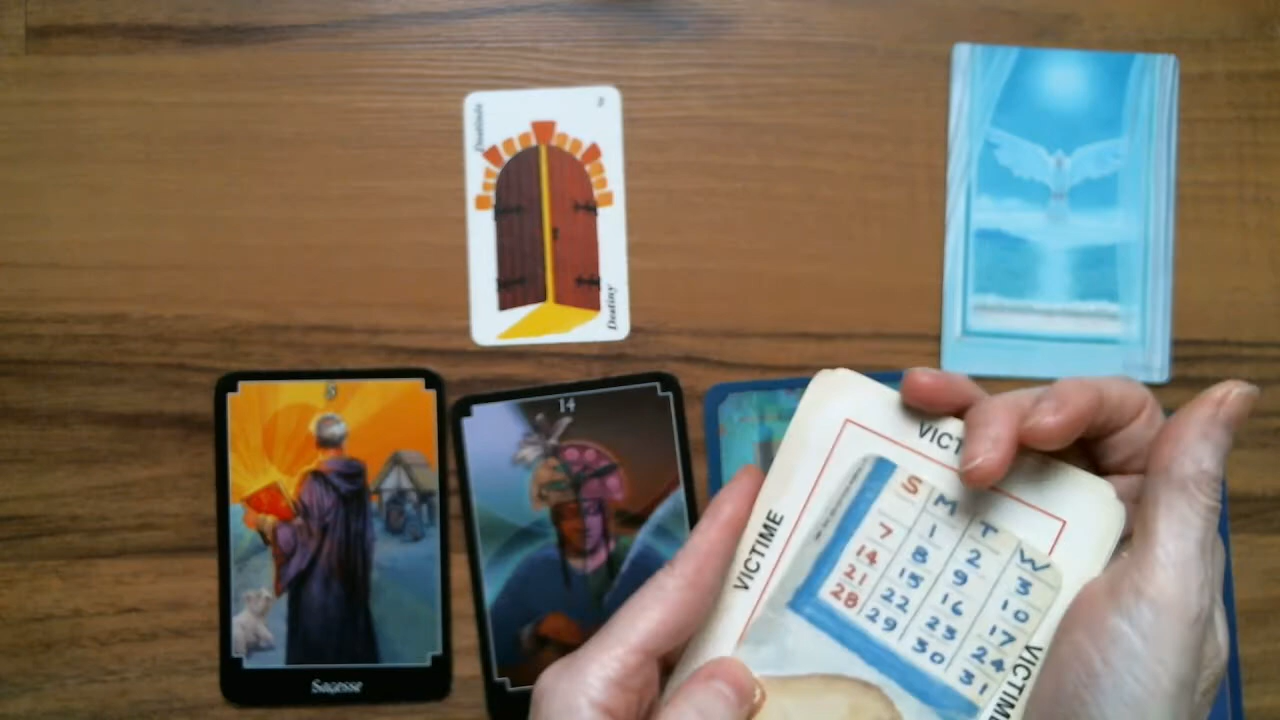 Destinée
Destiny
5
Sagesse
14
VICTIME
VICTIME
S M T W
7 1 2 3
14 8 9 10
21 15 16 17
28 22 23 24
29 30 31